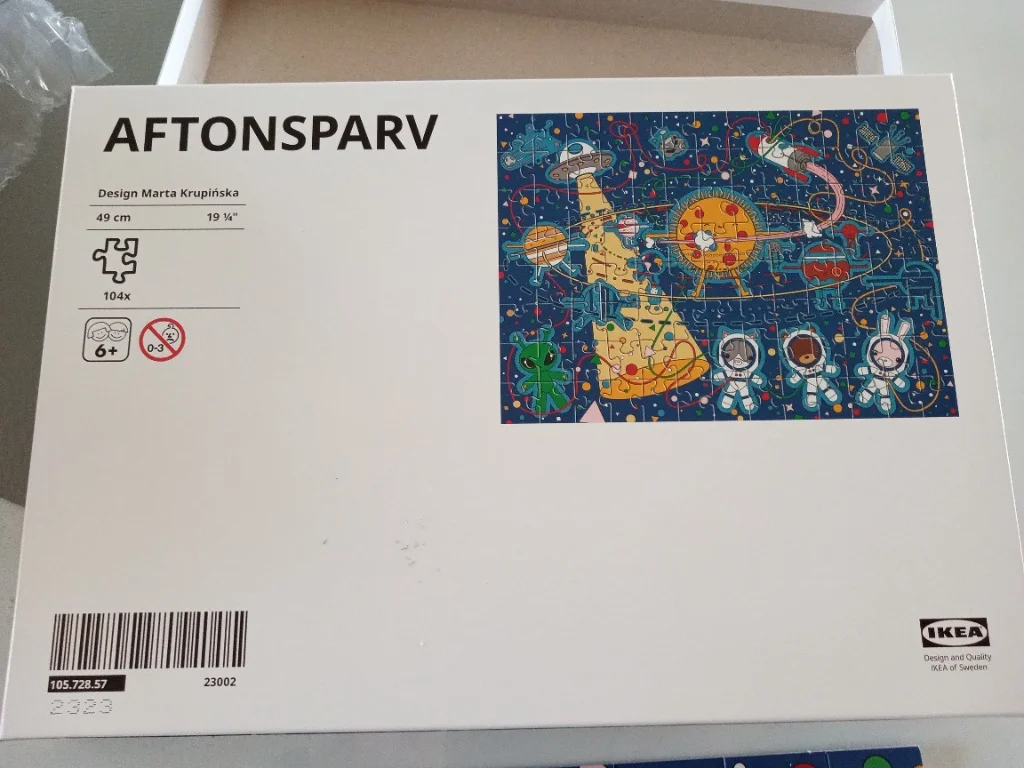 AFTONSPARV
Design Marta Krupińska
49 cm 19 ¼"
104x
6+
0-3
105.728.57 23002
2323
IKEA
Design and Quality
IKEA of Sweden